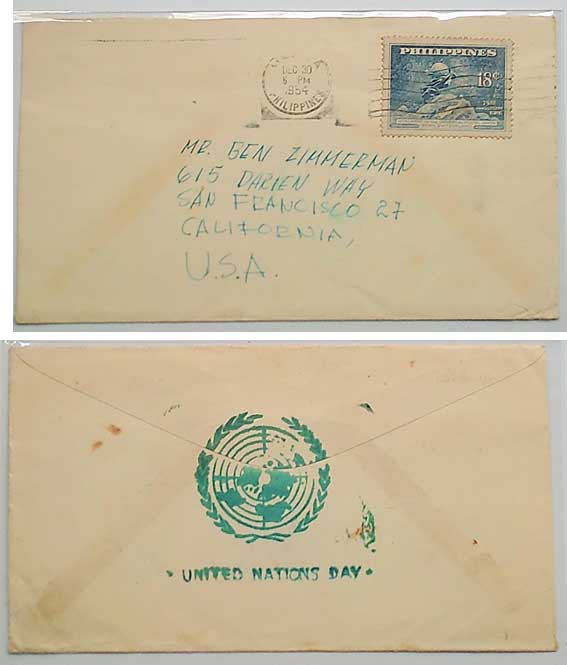 PHILIPPINES
18¢
DEC 30
5 PM
1954
PHILIPPINES
MR. BEN ZIMMERMAN
615 DARIEN WAY
SAN FRANCISCO 27
CALIFORNIA,
U.S.A.
• UNITED NATIONS DAY •